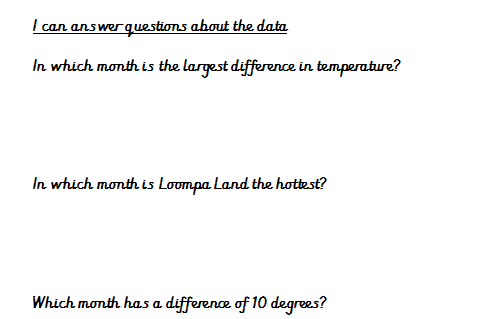 I can answer questions about the data
In which month is the largest difference in temperature?
In which month is Loompa Land the hottest?
Which month has a difference of 10 degrees?